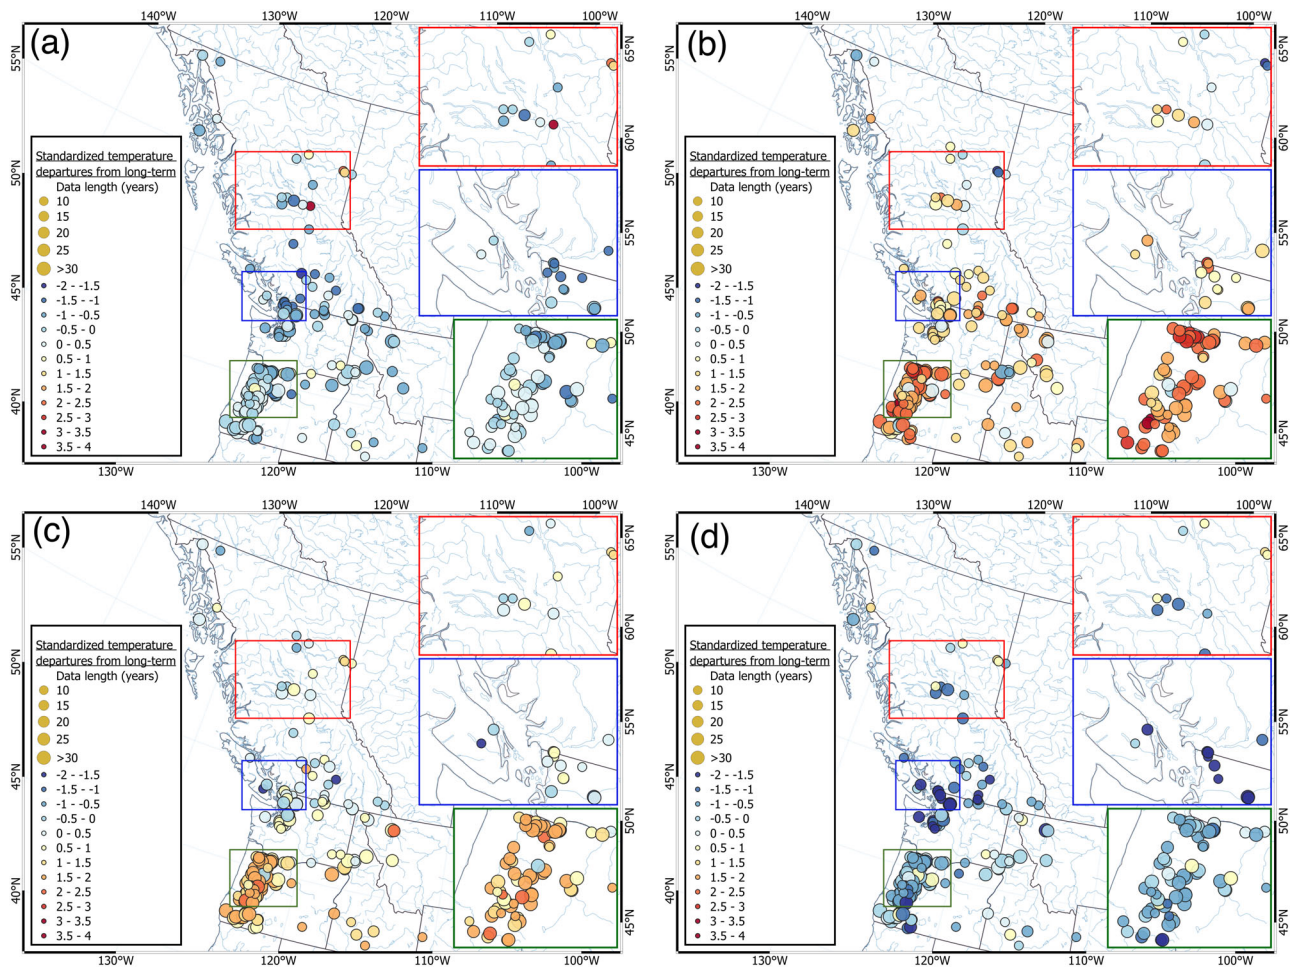 140°W 130°W 120°W 110°W 100°W
(a)
55°N
50°N
45°N
40°N
65°N
60°N
55°N
50°N
45°N
Standardized temperature
departures from long-term
Data length (years)
10
15
20
25
>30
-2 - -1.5
-1.5 - -1
-1 - -0.5
-0.5 - 0
0 - 0.5
0.5 - 1
1 - 1.5
1.5 - 2
2 - 2.5
2.5 - 3
3 - 3.5
3.5 - 4
130°W 120°W 110°W 100°W
140°W 130°W 120°W 110°W 100°W
(b)
55°N
50°N
45°N
40°N
65°N
60°N
55°N
50°N
45°N
Standardized temperature
departures from long-term
Data length (years)
10
15
20
25
>30
-2 - -1.5
-1.5 - -1
-1 - -0.5
-0.5 - 0
0 - 0.5
0.5 - 1
1 - 1.5
1.5 - 2
2 - 2.5
2.5 - 3
3 - 3.5
3.5 - 4
130°W 120°W 110°W 100°W
140°W 130°W 120°W 110°W 100°W
(c)
55°N
50°N
45°N
40°N
65°N
60°N
55°N
50°N
45°N
Standardized temperature
departures from long-term
Data length (years)
10
15
20
25
>30
-2 - -1.5
-1.5 - -1
-1 - -0.5
-0.5 - 0
0 - 0.5
0.5 - 1
1 - 1.5
1.5 - 2
2 - 2.5
2.5 - 3
3 - 3.5
3.5 - 4
130°W 120°W 110°W 100°W
140°W 130°W 120°W 110°W 100°W
(d)
55°N
50°N
45°N
40°N
65°N
60°N
55°N
50°N
45°N
Standardized temperature
departures from long-term
Data length (years)
10
15
20
25
>30
-2 - -1.5
-1.5 - -1
-1 - -0.5
-0.5 - 0
0 - 0.5
0.5 - 1
1 - 1.5
1.5 - 2
2 - 2.5
2.5 - 3
3 - 3.5
3.5 - 4
130°W 120°W 110°W 100°W